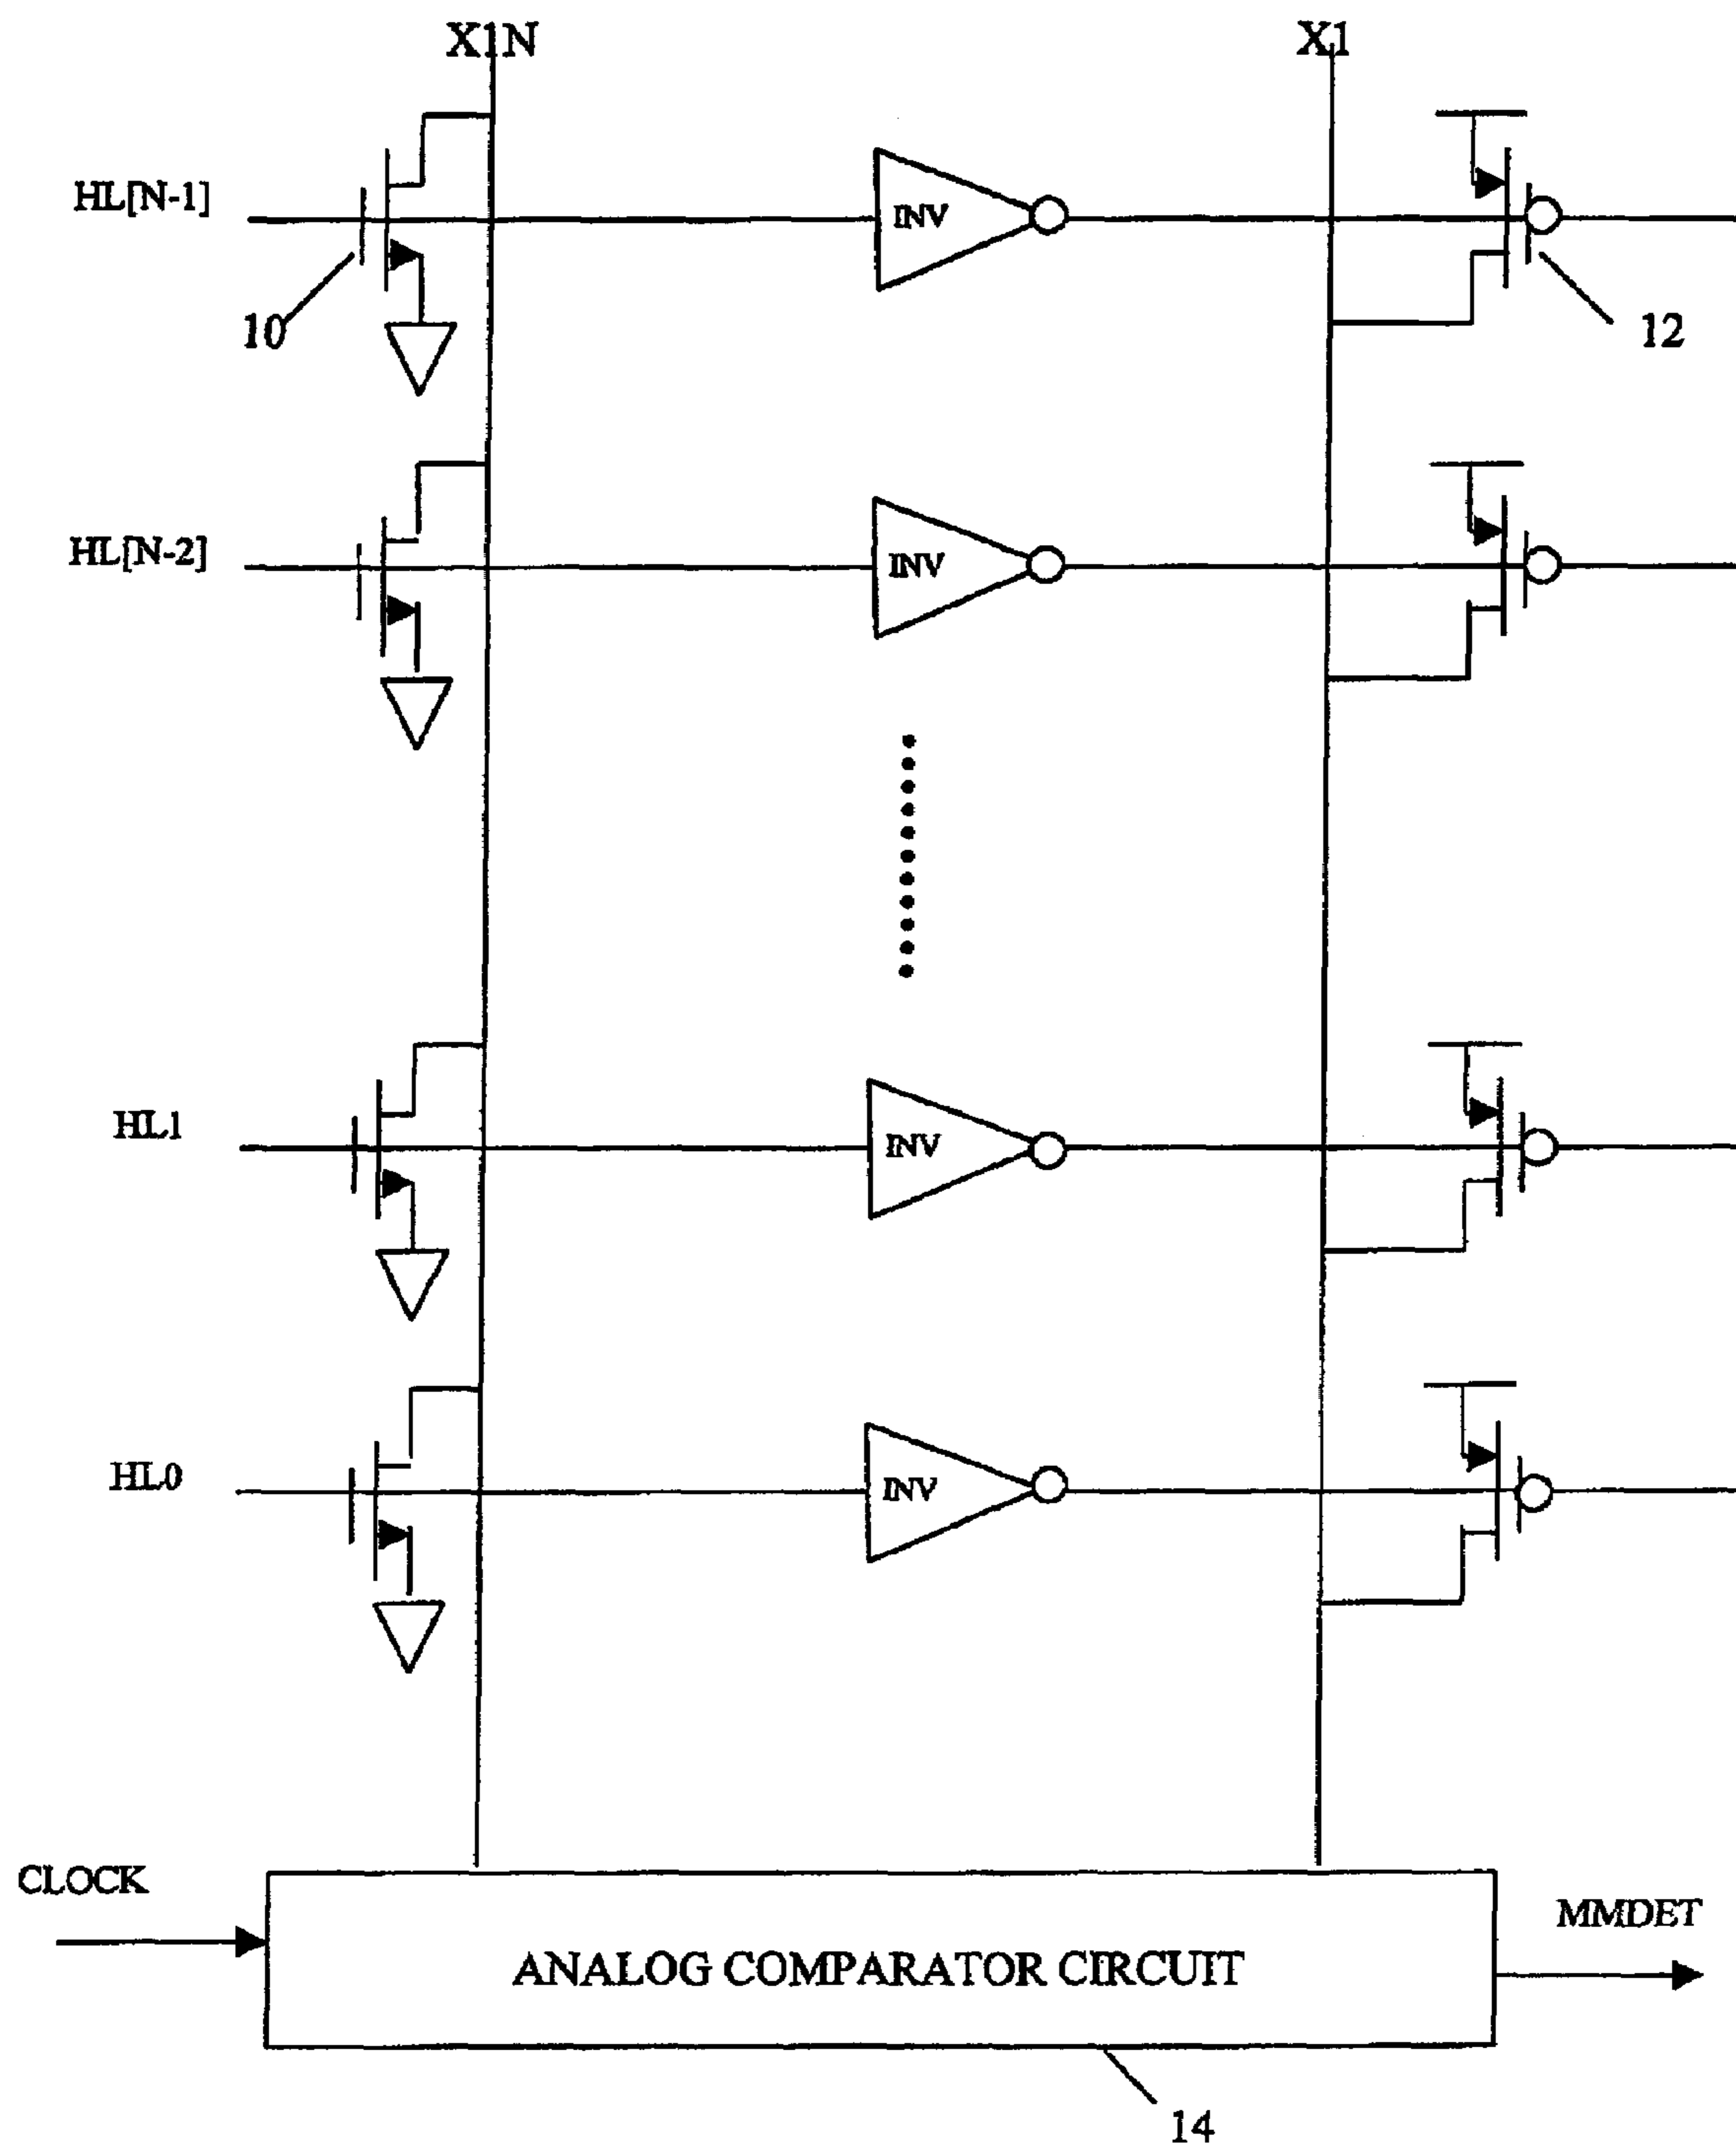 X1N X1
HL[N-1] INV
10 12
HL[N-2] INV
HL1 INV
HL0 INV
CLOCK
MMDET
ANALOG COMPARATOR CIRCUIT
14